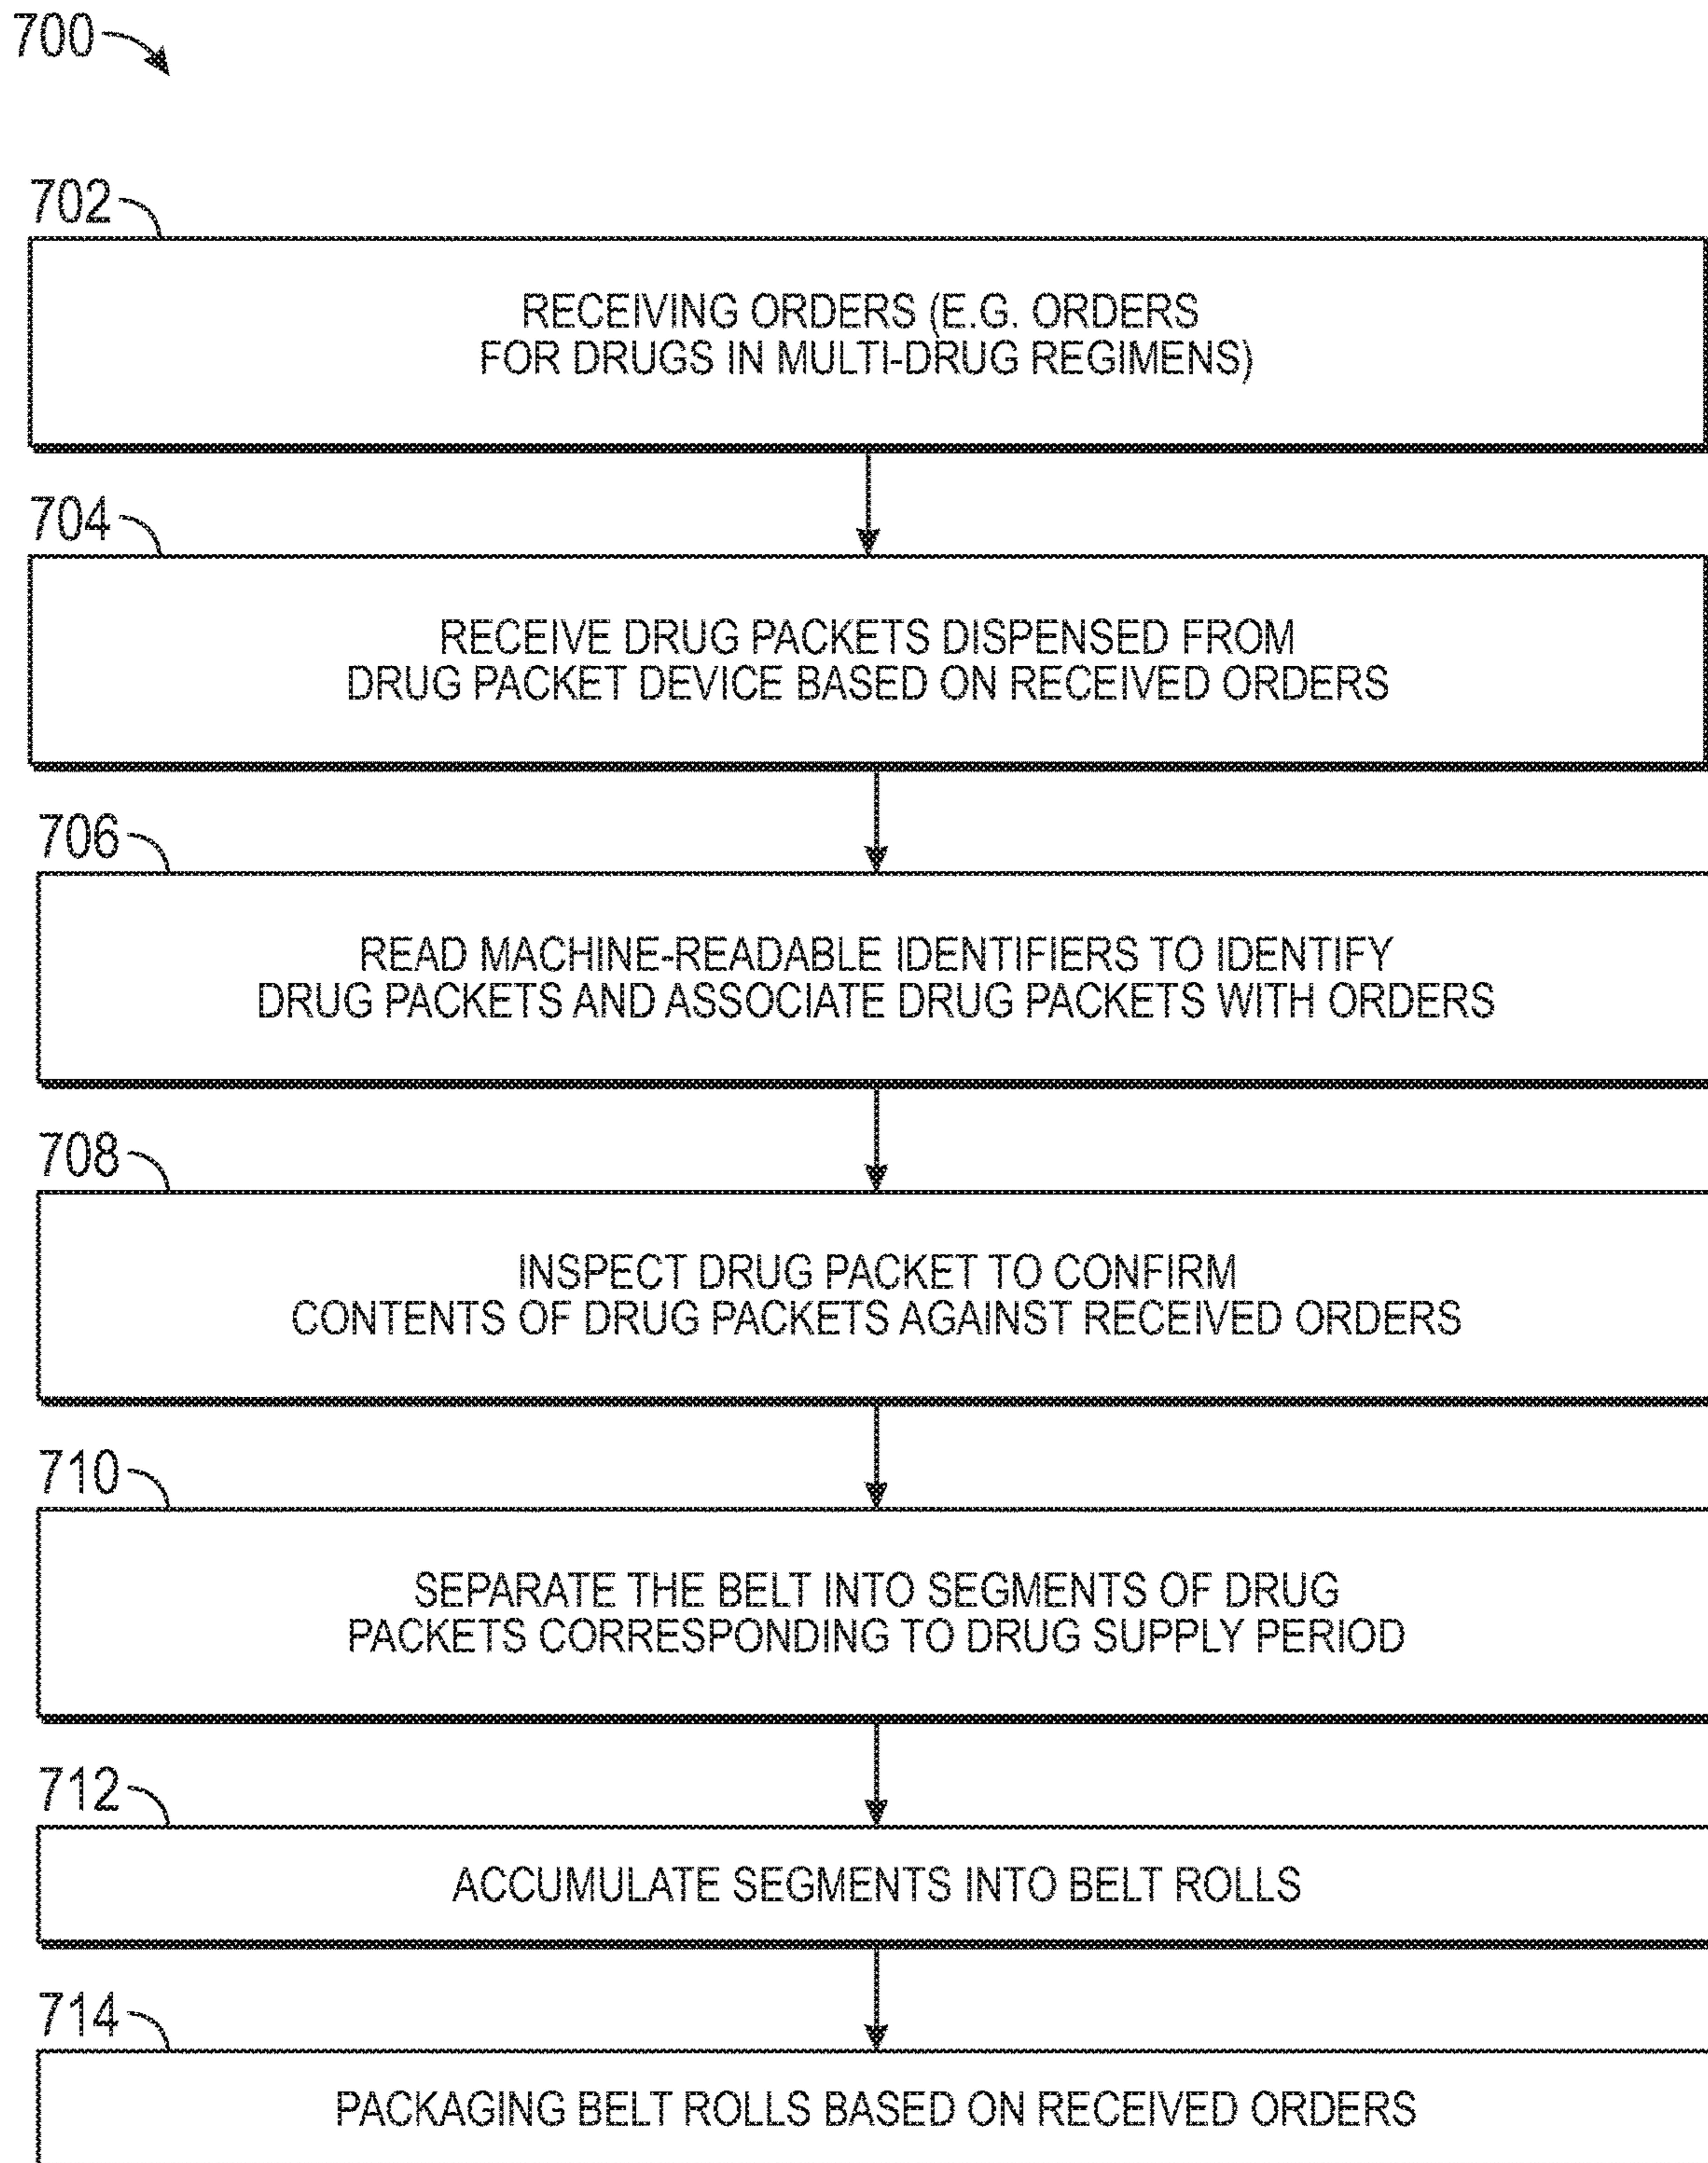 700
702
RECEIVING ORDERS (E.G. ORDERS
FOR DRUGS IN MULTI-DRUG REGIMENS)
704
RECEIVE DRUG PACKETS DISPENSED FROM
DRUG PACKET DEVICE BASED ON RECEIVED ORDERS
706
READ MACHINE-READABLE IDENTIFIERS TO IDENTIFY
DRUG PACKETS AND ASSOCIATE DRUG PACKETS WITH ORDERS
708
INSPECT DRUG PACKET TO CONFIRM
CONTENTS OF DRUG PACKETS AGAINST RECEIVED ORDERS
710
SEPARATE THE BELT INTO SEGMENTS OF DRUG
PACKETS CORRESPONDING TO DRUG SUPPLY PERIOD
712
ACCUMULATE SEGMENTS INTO BELT ROLLS
714
PACKAGING BELT ROLLS BASED ON RECEIVED ORDERS